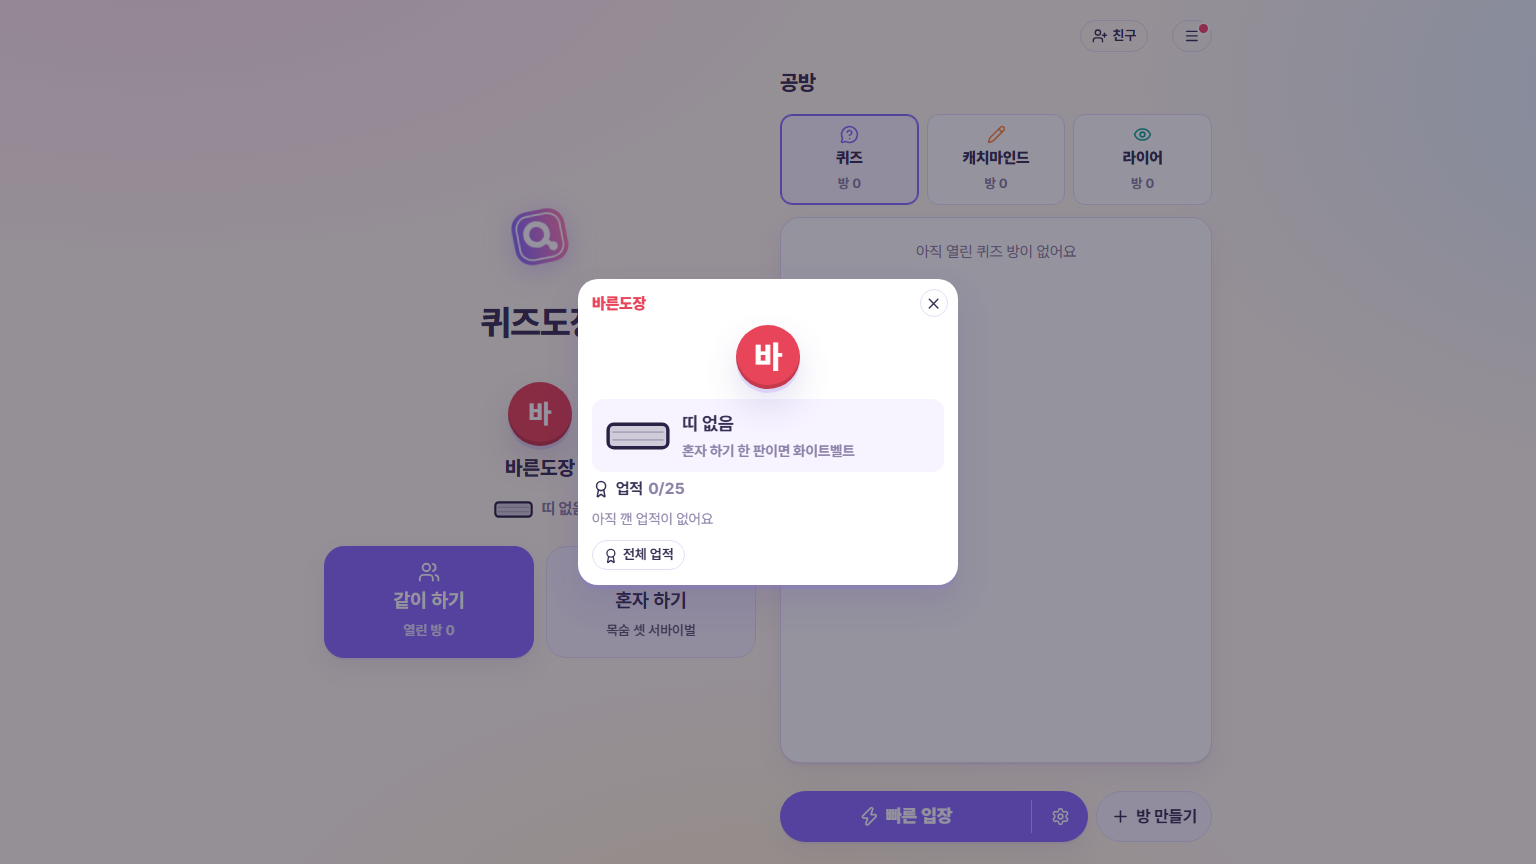 친구
공방
퀴즈
방 0
캐치마인드
방 0
라이어
방 0
아직 열린 퀴즈 방이 없어요
바
바른도장
띠
같이 하기
열린 방 0
혼자 하기
목숨 셋 서바이벌
바른도장
바
띠 없음
혼자 하기 한 판이면 화이트벨트
업적 0/25
아직 깬 업적이 없어요
전체 업적
빠른 입장
방 만들기